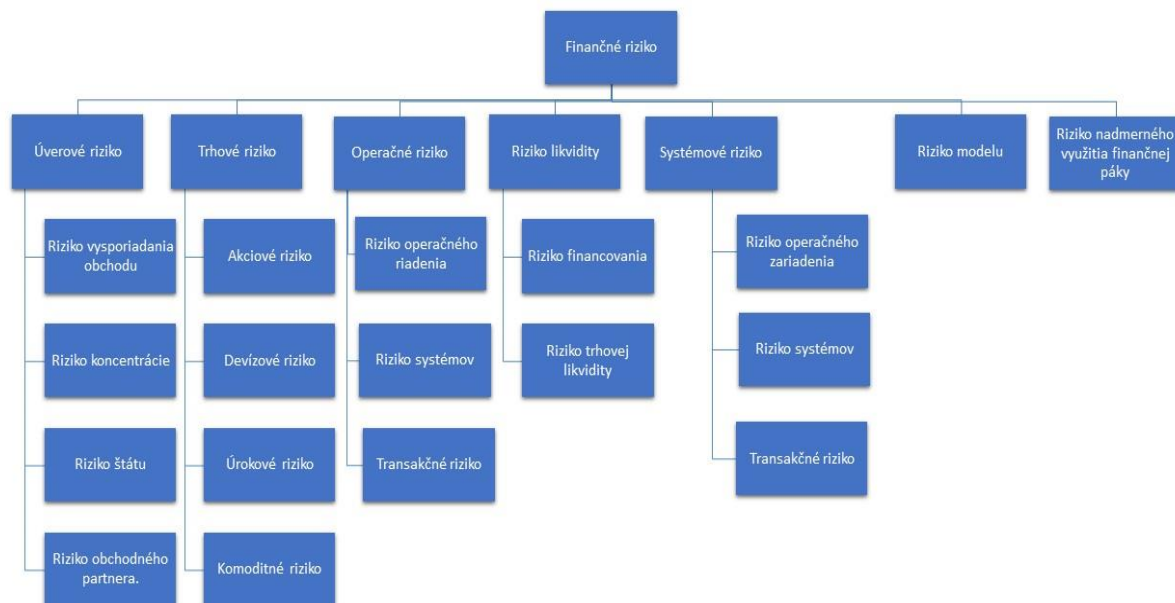 Finančné riziko
Úverové riziko
Trhové riziko
Operačné riziko
Riziko likvidity
Systémové riziko
Riziko modelu
Riziko nadmerného
využitia finančnej
páky
Riziko vysporiadania
obchodu
Akciové riziko
Riziko operačného
riadenia
Riziko financovania
Riziko operačného
zariadenia
Riziko koncentrácie
Devízové riziko
Riziko systémov
Riziko trhovej
likvidity
Riziko systémov
Riziko štátu
Úrokové riziko
Transakčné riziko
Transakčné riziko
Riziko obchodného
partnera.
Komoditné riziko